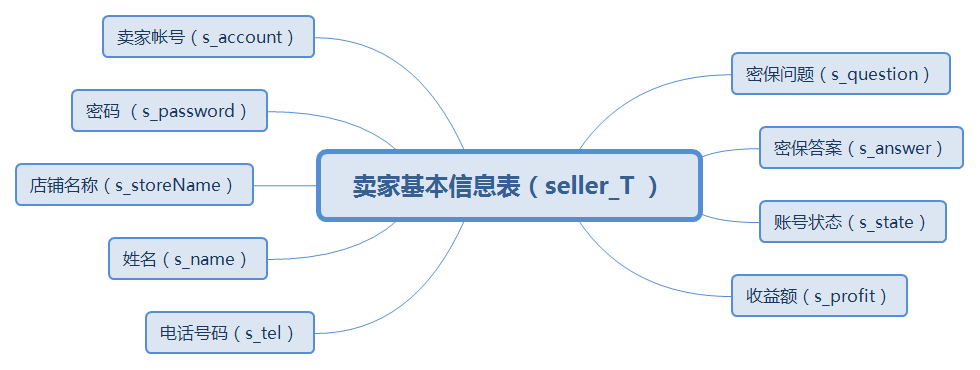 卖家帐号（s_account）
密码 （s_password）
店铺名称（s_storeName）
姓名（s_name）
电话号码（s_tel）
卖家基本信息表（seller_T ）
密保问题（s_question）
密保答案（s_answer）
账号状态（s_state）
收益额（s_profit）